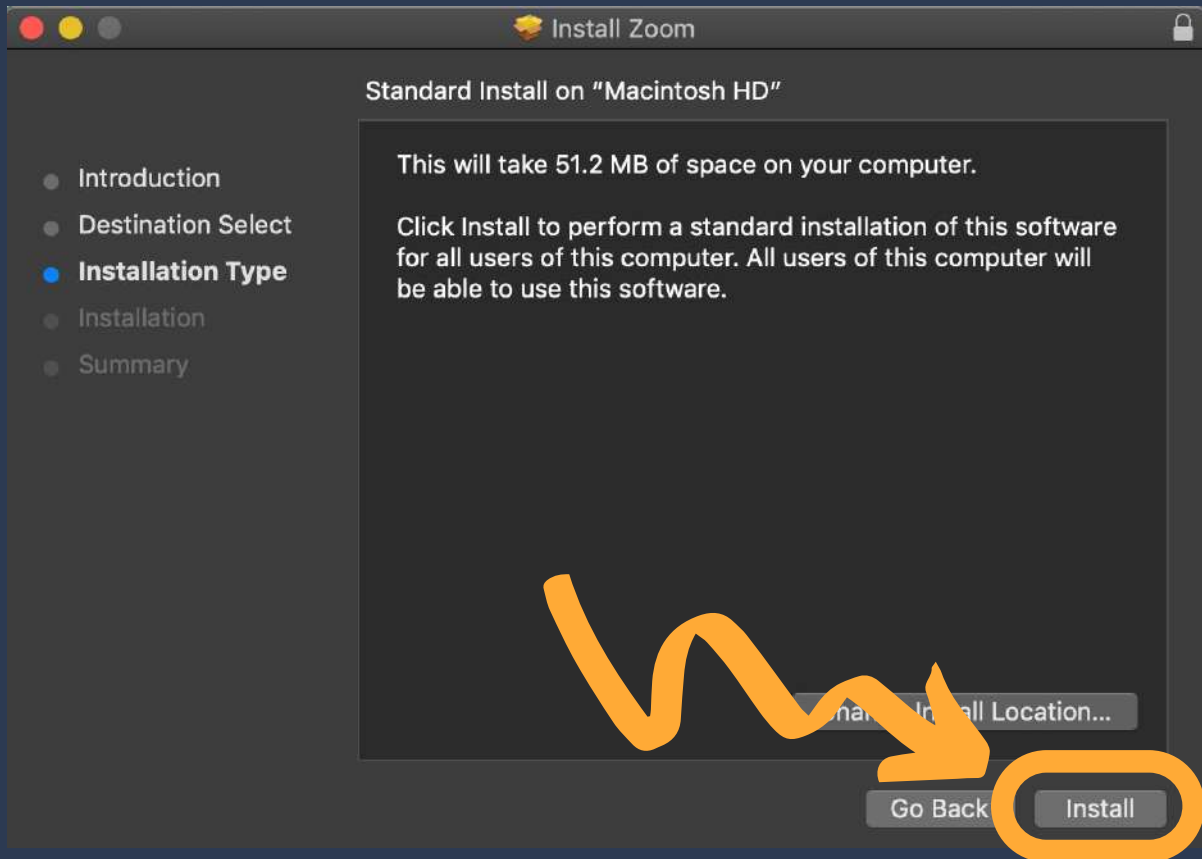 Install Zoom
Standard Install on "Macintosh HD"
Introduction
Destination Select
Installation Type
Installation
Summary
This will take 51.2 MB of space on your computer.
Click Install to perform a standard installation of this software
for all users of this computer. All users of this computer will
be able to use this software.
Location...
Go Back
Install